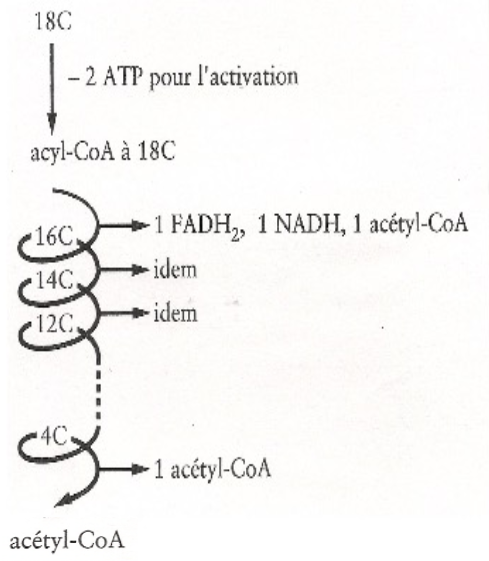 18C
– 2 ATP pour l'activation
acyl-CoA à 18C
1 FADH₂, 1 NADH, 1 acétyl-CoA
16C
idem
14C
idem
12C
4C
1 acétyl-CoA
acétyl-CoA